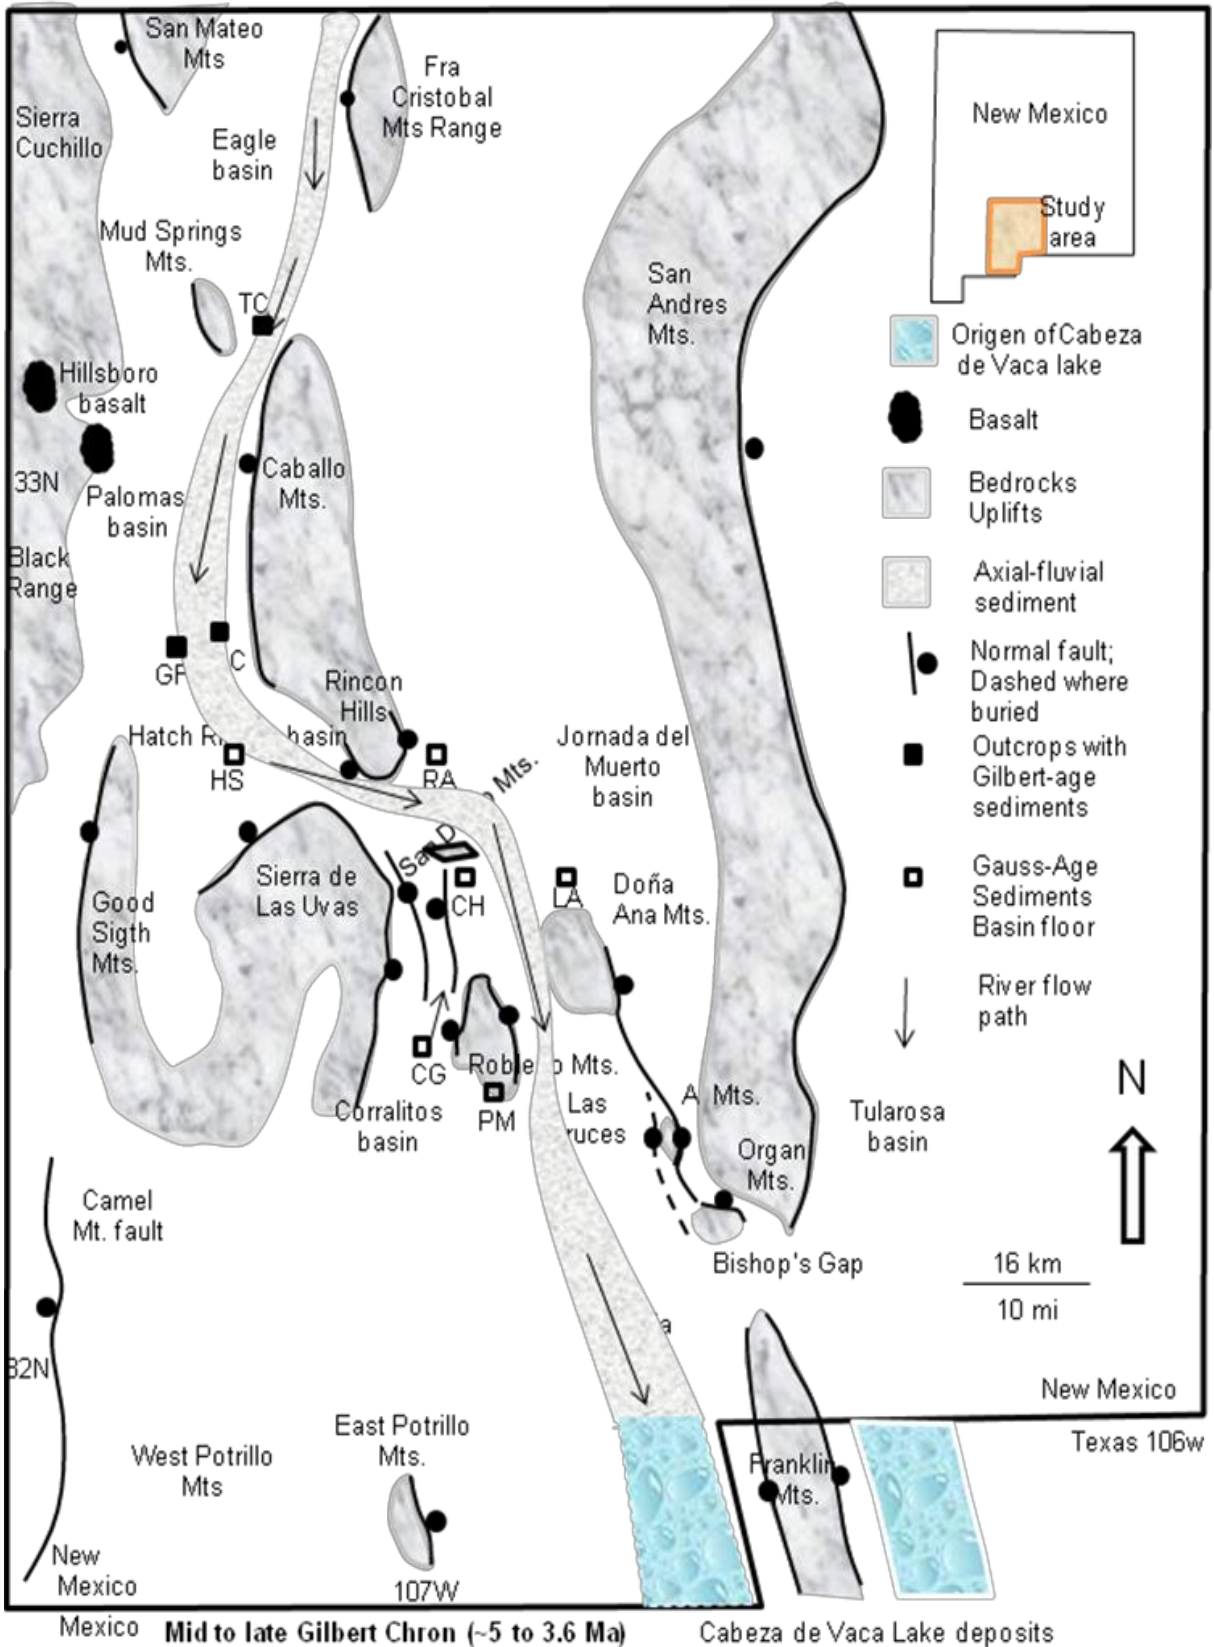 San Mateo
Mts
Fra
Cristobal
Mts Range
Sierra
Cuchillo
Eagle
basin
New Mexico
Study
area
Mud Springs
Mts.
TC
San
Andres
Mts.
Origen of Cabeza
de Vaca lake
Hillsboro
basalt
Basalt
33N
Palomas
basin
Caballo
Mts.
Bedrocks
Uplifts
Black
Range
Axial-fluvial
sediment
GF
C
Rincon
Hills
Normal fault;
Dashed where
buried
Hatch R
basin
HS
RA
o Mts.
Jornada del
Muerto
basin
Outcrops with
Gilbert-age
sediments
San D
Sierra de
Las Uvas
CH
LA
Doña
Ana Mts.
Gauss-Age
Sediments
Basin floor
Good
Sigth
Mts.
River flow
path
CG
Roble
o Mts.
PM
Las
ruces
A
Mts.
Corralitos
basin
Organ
Mts.
Tularosa
basin
N
Camel
Mt. fault
Bishop's Gap
16 km
10 mi
a
32N
New Mexico
Texas 106w
East Potrillo
Mts.
West Potrillo
Mts
Franklin
Mts.
New
Mexico
107W
Mexico
Mid to late Gilbert Chron (~5 to 3.6 Ma)
Cabeza de Vaca Lake deposits